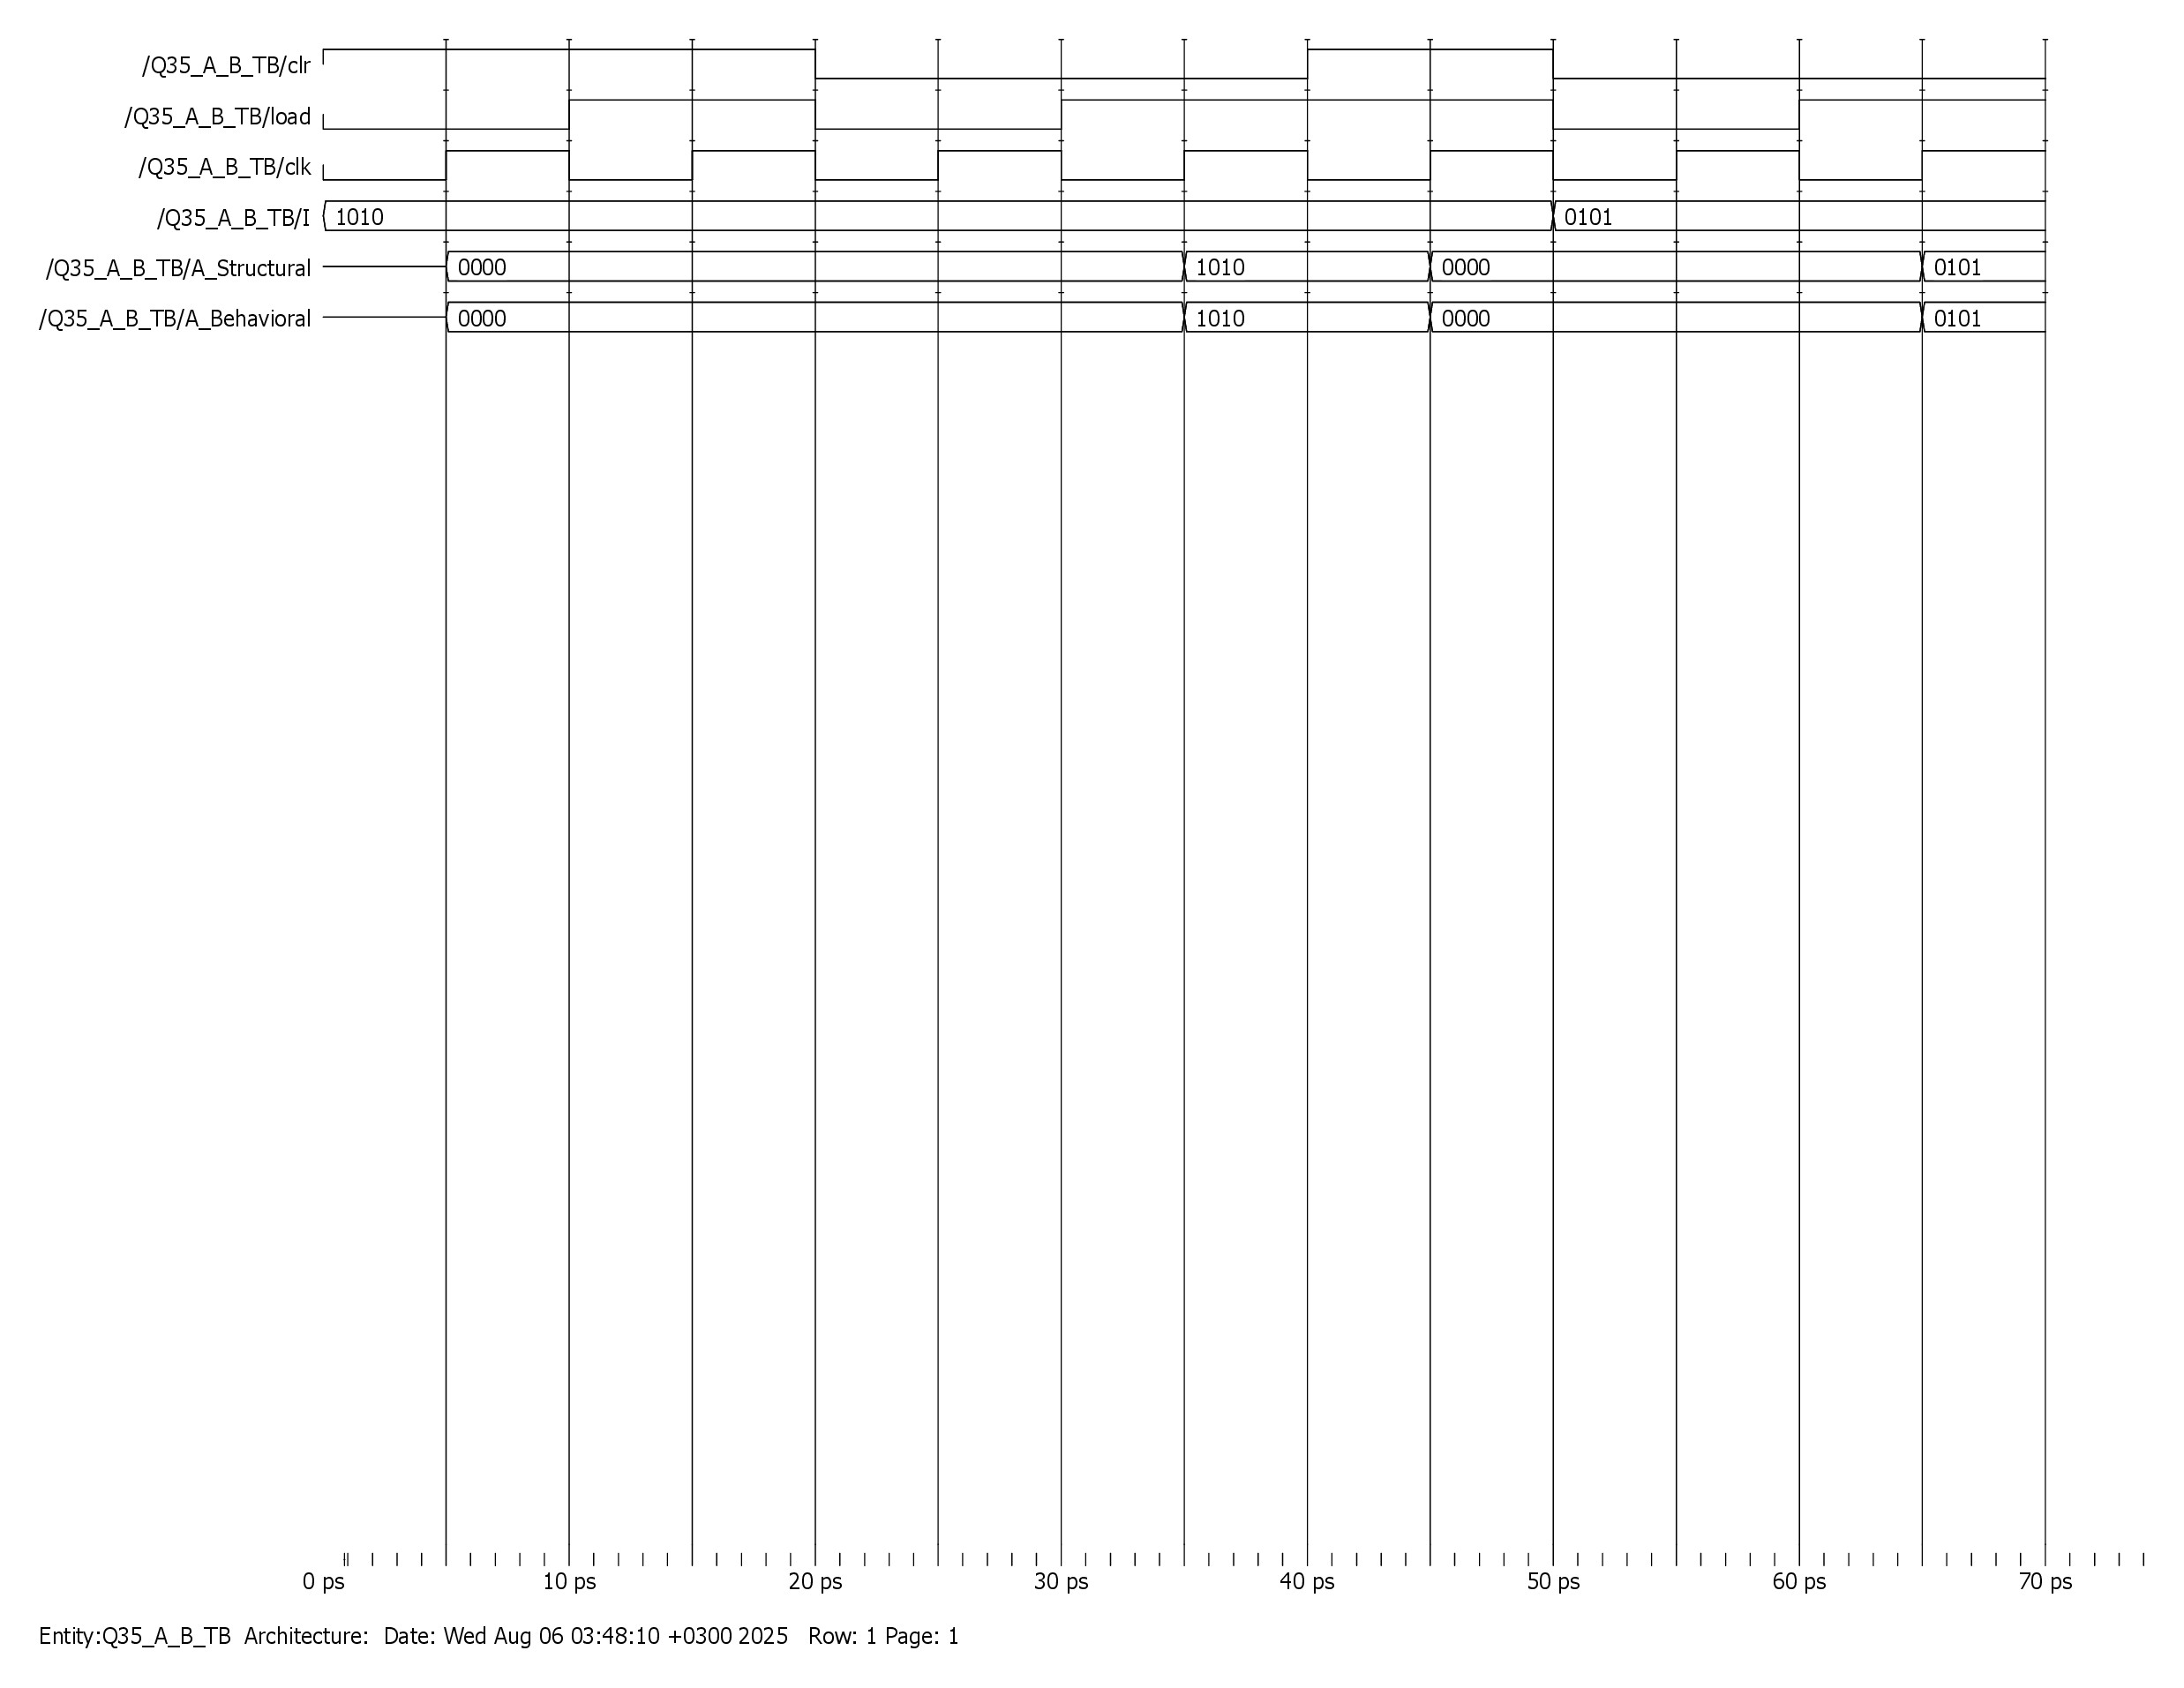 /Q35_A_B_TB/clr
/Q35_A_B_TB/load
/Q35_A_B_TB/clk
/Q35_A_B_TB/I 1010 0101
/Q35_A_B_TB/A_Structural 0000 1010 0000 0101
/Q35_A_B_TB/A_Behavioral 0000 1010 0000 0101
0 ps 10 ps 20 ps 30 ps 40 ps 50 ps 60 ps 70 ps
Entity:Q35_A_B_TB Architecture: Date: Wed Aug 06 03:48:10 +0300 2025 Row: 1 Page: 1